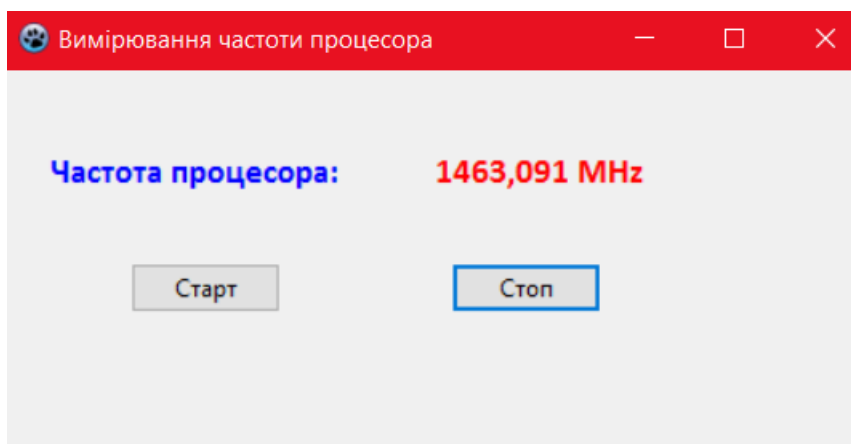 Вимірювання частоти процесора
Частота процесора: 1463,091 MHz
Старт Стоп